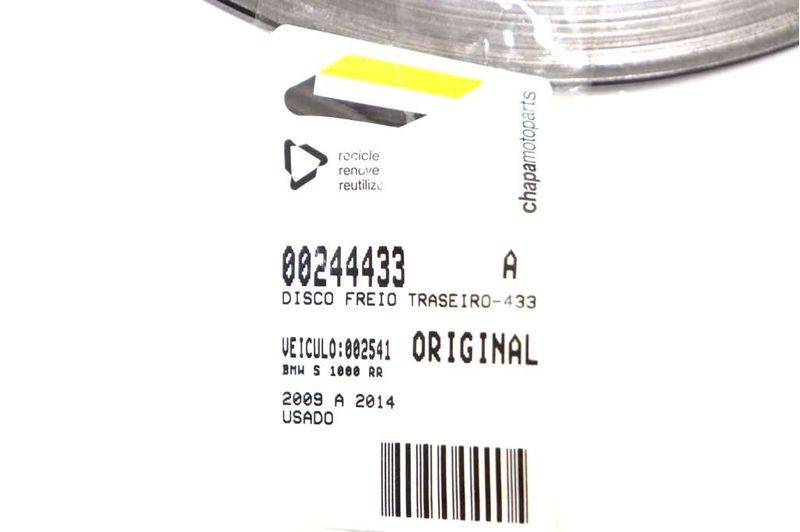 recicle
renove
reutilize
chapamotoparts
00244433 A
DISCO FREIO TRASEIRO-433
VEICULO:002541 ORIGINAL
BMW S 1000 RR
2009 A 2014
USADO